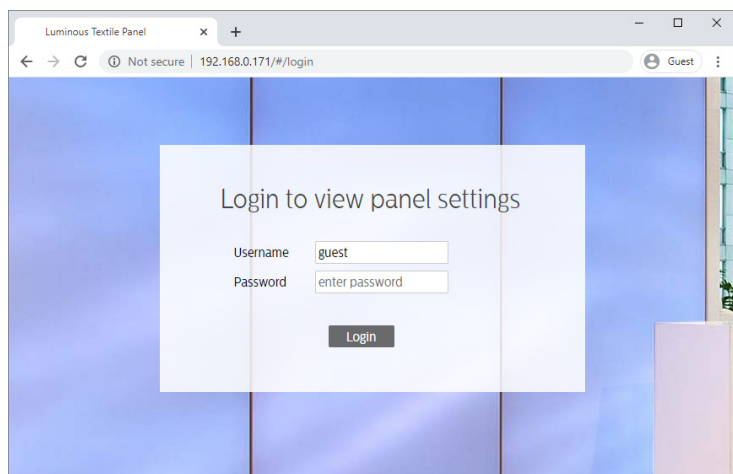 Luminous Textile Panel
Not secure | 192.168.0.171/#/login
Guest
Login to view panel settings
Username guest
Password enter password
Login